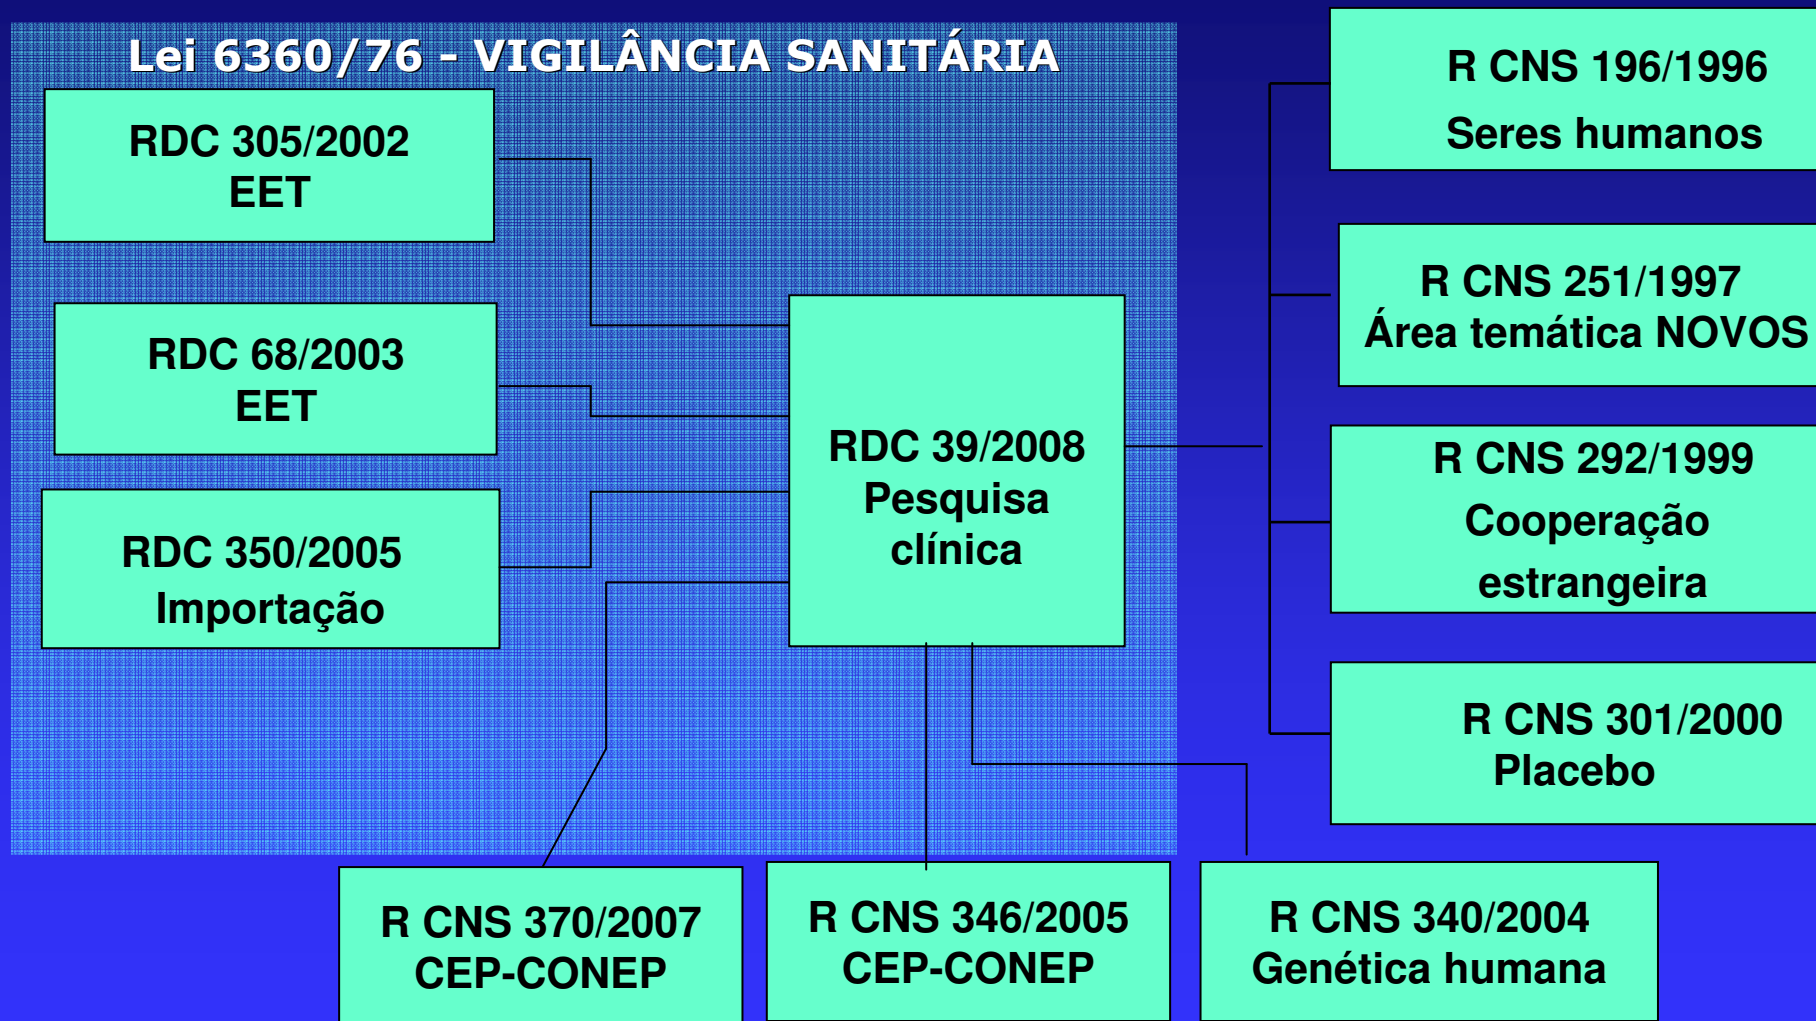 Lei 6360/76 - VIGILÂNCIA SANITÁRIA
RDC 305/2002
EET
RDC 68/2003
EET
RDC 350/2005
Importação
RDC 39/2008
Pesquisa
clínica
R CNS 196/1996
Seres humanos
R CNS 251/1997
Área temática NOVOS
R CNS 292/1999
Cooperação
estrangeira
R CNS 301/2000
Placebo
R CNS 370/2007
CEP-CONEP
R CNS 346/2005
CEP-CONEP
R CNS 340/2004
Genética humana